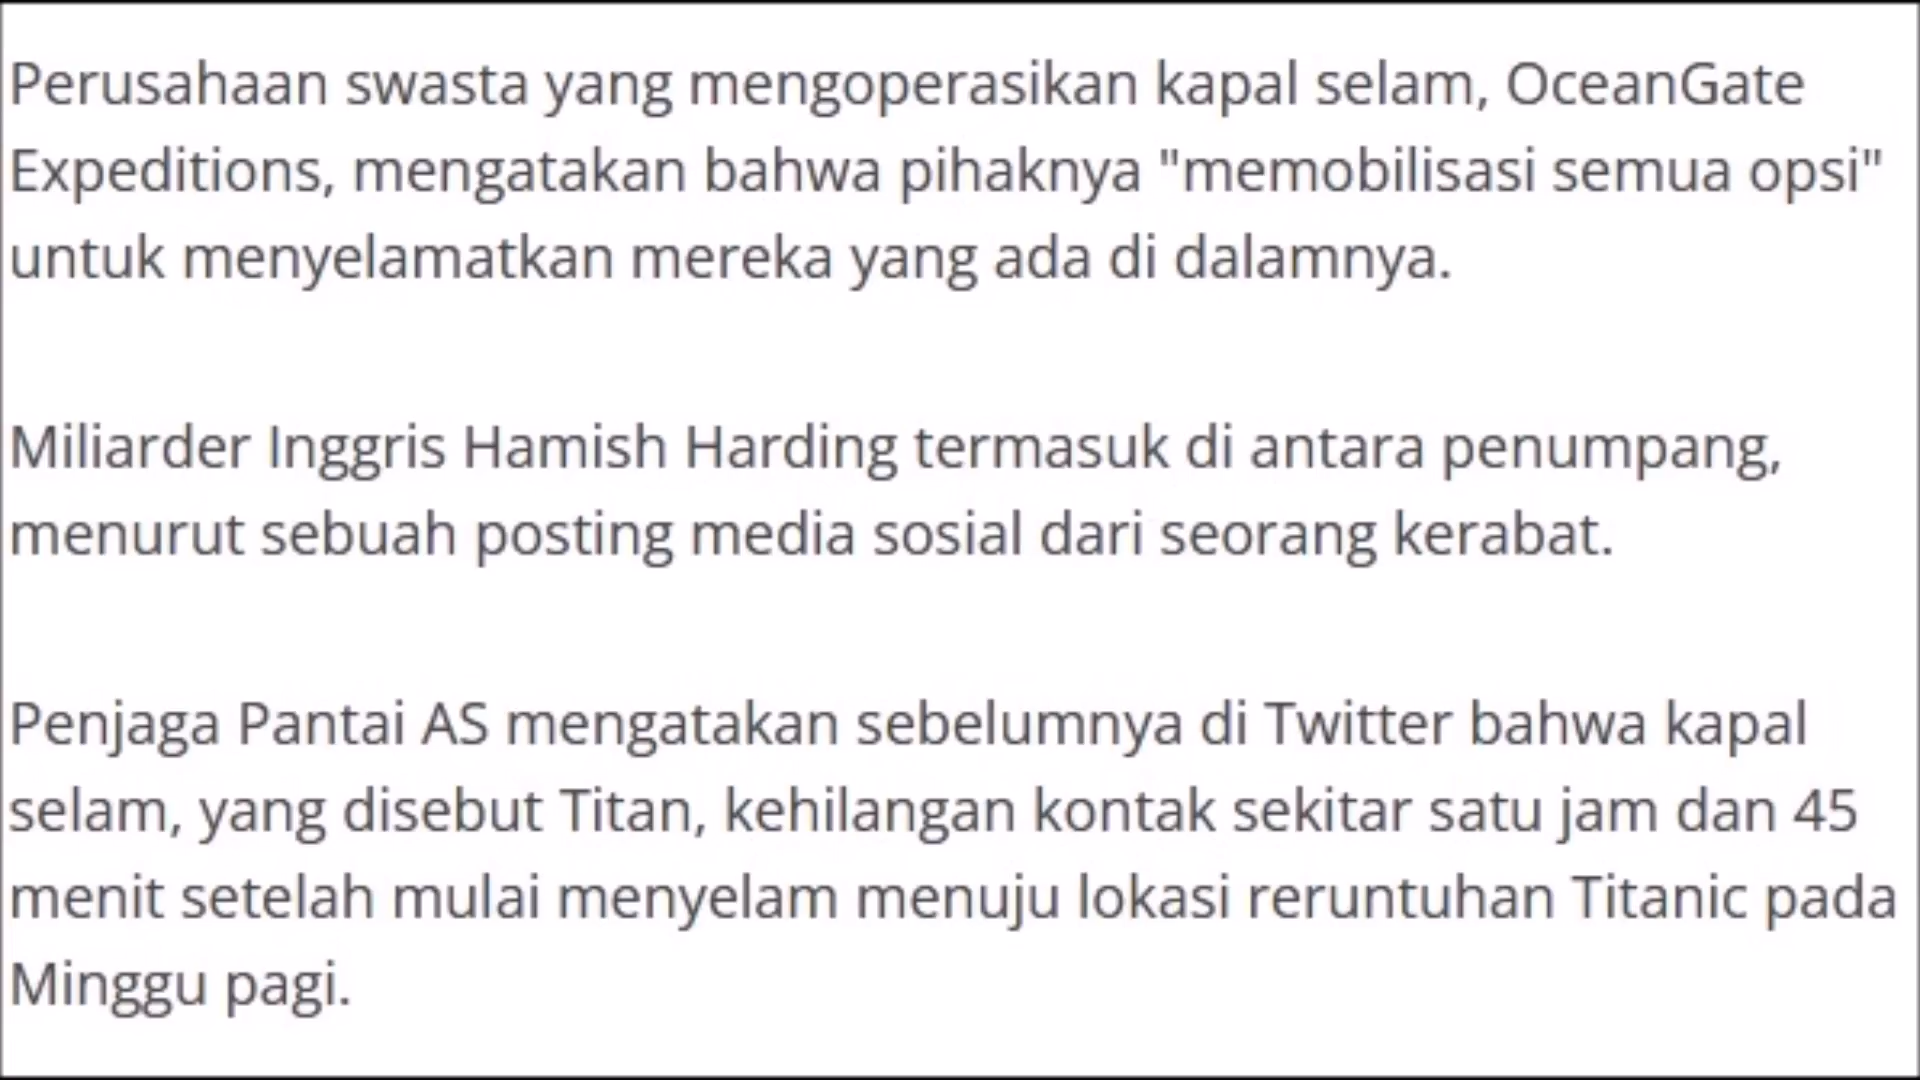 Perusahaan swasta yang mengoperasikan kapal selam, OceanGate
Expeditions, mengatakan bahwa pihaknya "memobilisasi semua opsi"
untuk menyelamatkan mereka yang ada di dalamnya.
Miliarder Inggris Hamish Harding termasuk di antara penumpang,
menurut sebuah posting media sosial dari seorang kerabat.
Penjaga Pantai AS mengatakan sebelumnya di Twitter bahwa kapal
selam, yang disebut Titan, kehilangan kontak sekitar satu jam dan 45
menit setelah mulai menyelam menuju lokasi reruntuhan Titanic pada
Minggu pagi.